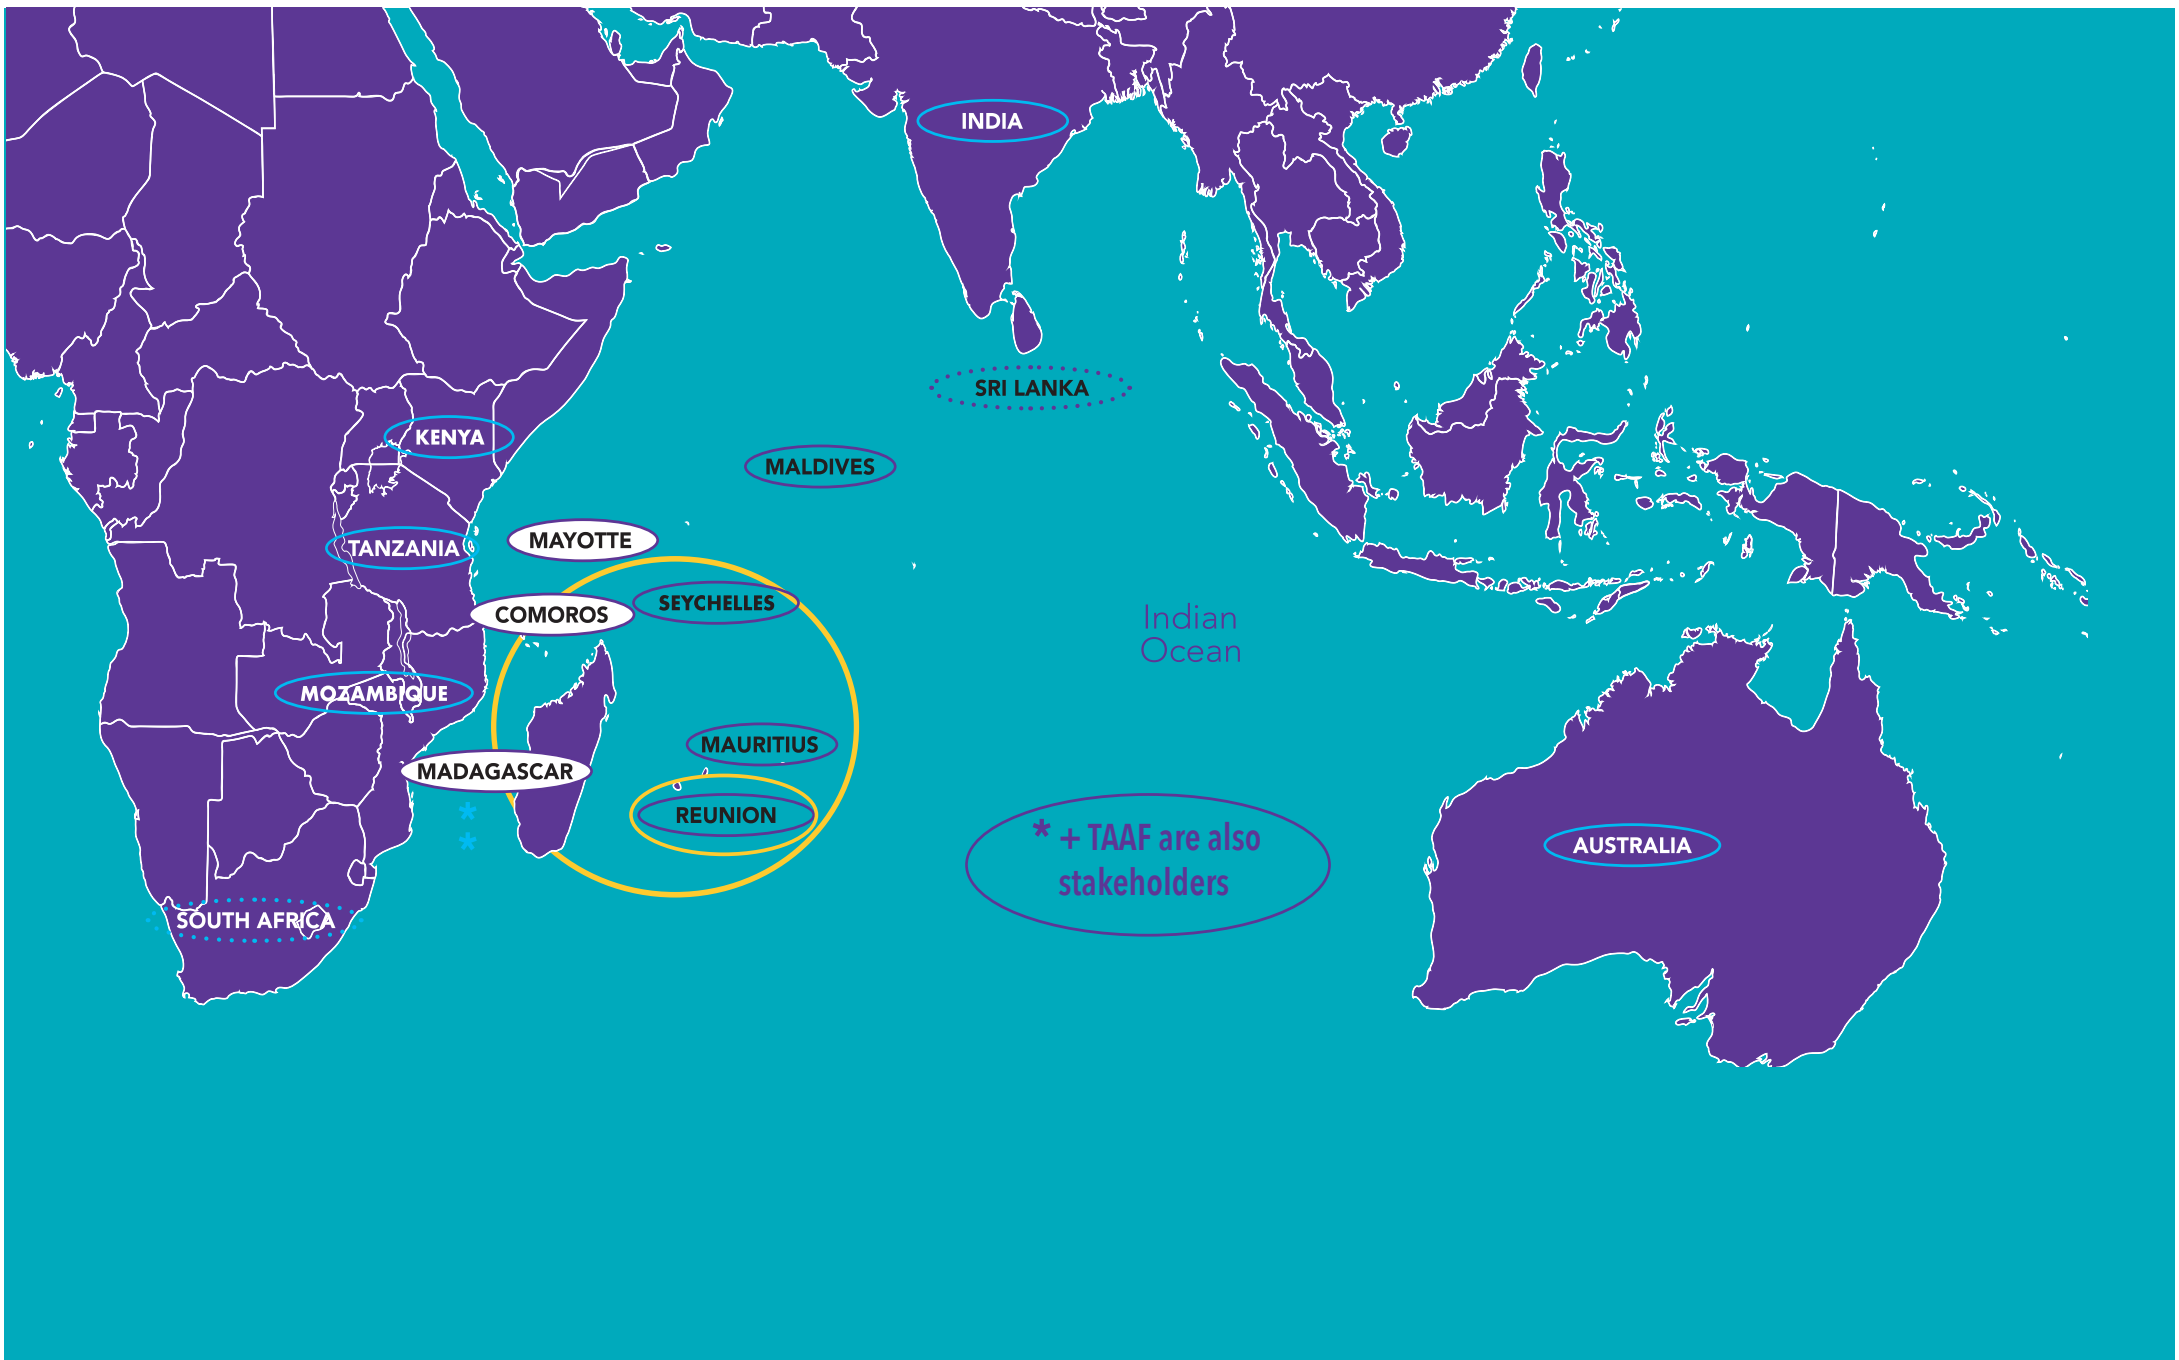 INDIA
SRI LANKA
KENYA
MALDIVES
MAYOTTE
TANZANIA
SEYCHELLES
COMOROS
Indian
Ocean
MOZAMBIQUE
MAURITIUS
MADAGASCAR
*
*
REUNION
* + TAAF are also
stakeholders
AUSTRALIA
SOUTH AFRICA